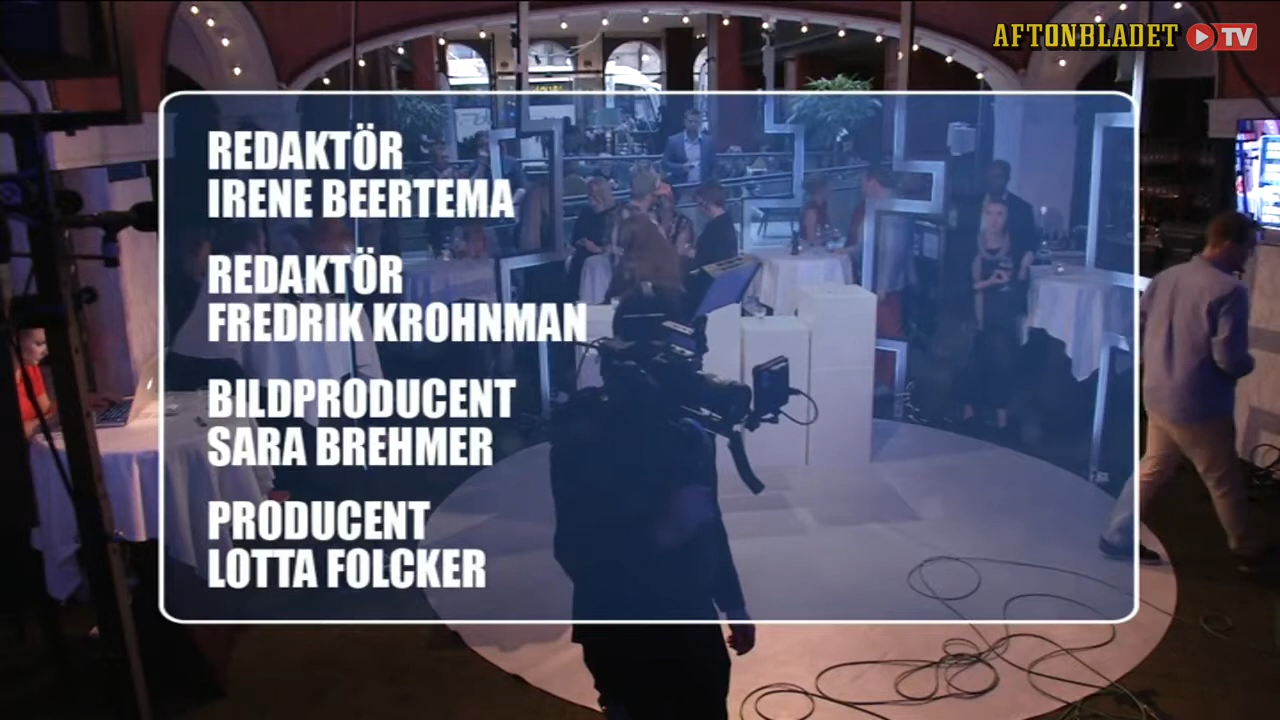 AFTONBLADET TV
REDAKTÖR
IRENE BEERTEMA
REDAKTÖR
FREDRIK KROHNMAN
BILDPRODUCENT
SARA BREHMER
PRODUCENT
LOTTA FOLCKER